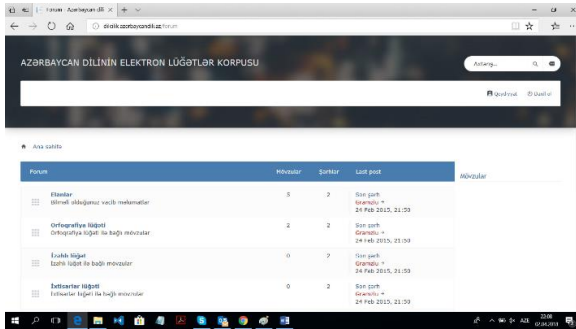 Forum - Azərbaycan dili
AZƏRBAYCAN DİLİNİN ELEKTRON LÜĞƏTLƏR KORPUSU
Axtarış...
Qeydiyyat
Daxil ol
Ana səhifə
Forum Mövzular Şərhlər Last post
Mövzular
Elanlar 3 2 Son şərh
Bilməli olduğunuz vacib məlumatlar
24 Feb 2015, 21:50
Orfoqrafiya lüğəti 2 2 Son şərh
Orfoqrafiya lüğəti ilə bağlı mövzular
24 Feb 2015, 21:50
İzahlı lüğət 0 2 Son şərh
İzahlı lüğət ilə bağlı mövzular
24 Feb 2015, 21:50
İxtisarlar lüğəti 0 2 Son şərh
İxtisarlar lüğəti ilə bağlı mövzular
24 Feb 2015, 21:50
AZE